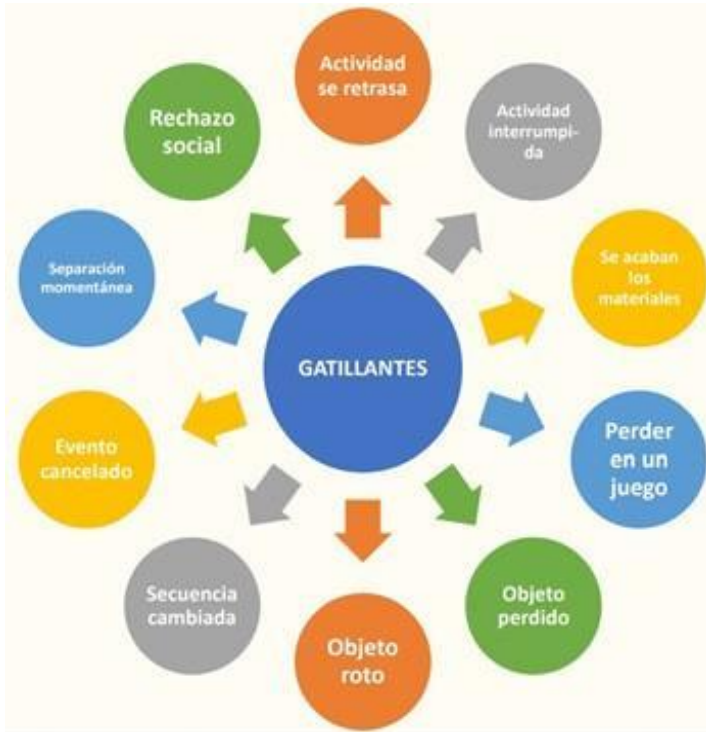 Actividad
se retrasa
Actividad
interrumpi-
da
Se acaban
los
materiales
Perder
en un
juego
Objeto
perdido
Objeto
roto
Secuencia
cambiada
Evento
cancelado
Separación
momentánea
Rechazo
social
GATILLANTES